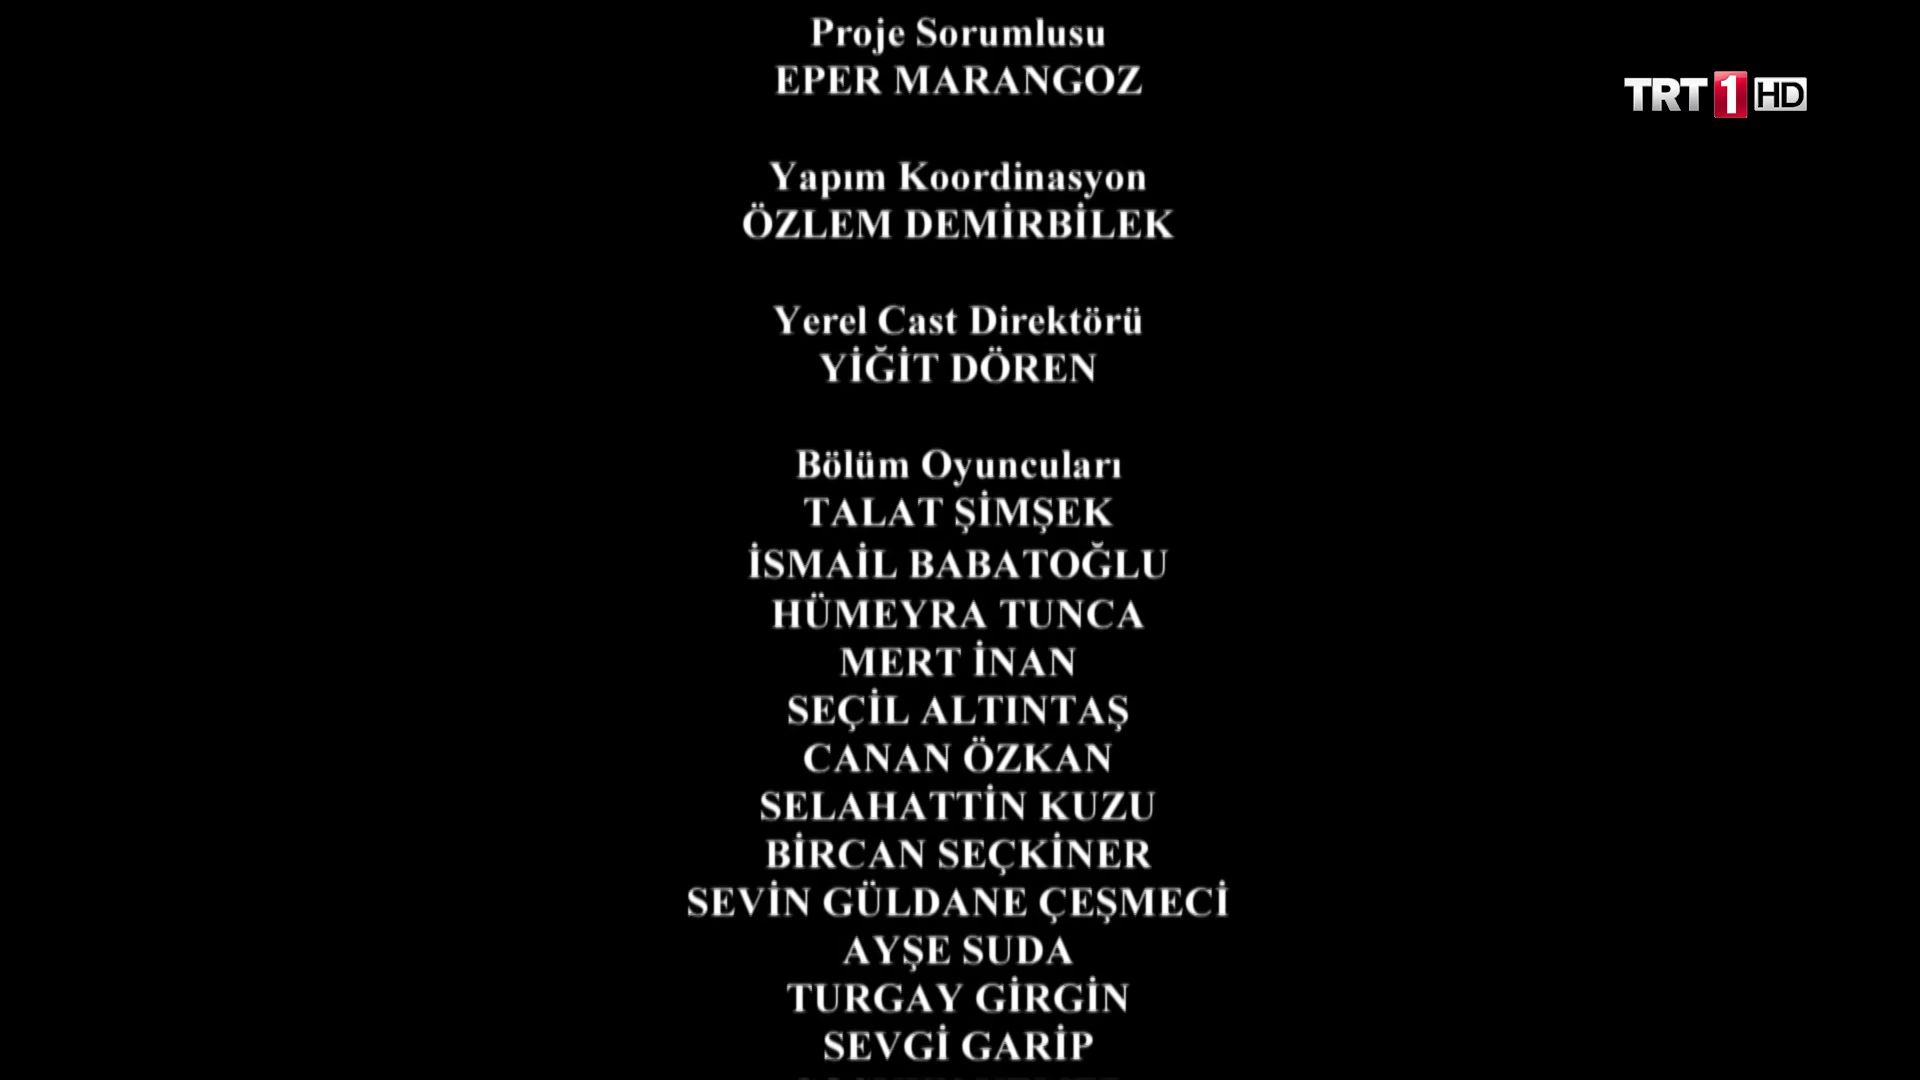 Proje Sorumlusu
EPER MARANGOZ
TRT 1 HD
Yapım Koordinasyon
ÖZLEM DEMİRBİLEK
Yerel Cast Direktörü
YİĞİT DÖREN
Bölüm Oyuncuları
TALAT ŞİMŞEK
İSMAİL BABATOĞLU
HÜMEYRA TUNCA
MERT İNAN
SEÇİL ALTINTAŞ
CANAN ÖZKAN
SELAHATTİN KUZU
BİRCAN SEÇKİNER
SEVİN GÜLDANE ÇEŞMECİ
AYŞE SUDA
TURGAY GİRGİN
SEVGİ GARİP